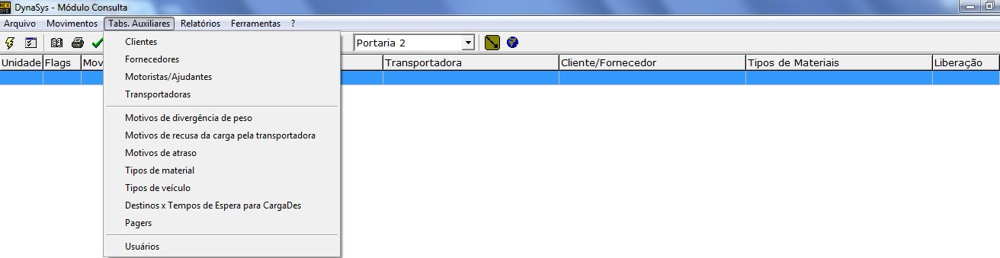 NEX
SYS
DynaSys - Módulo Consulta
Arquivo Movimentos Tabs. Auxiliares Relatórios Ferramentas ?
Portaria 2
Unidade Flags Mov Transportadora Cliente/Fornecedor Tipos de Materiais Liberação
Clientes
Fornecedores
Motoristas/Ajudantes
Transportadoras
Motivos de divergência de peso
Motivos de recusa da carga pela transportadora
Motivos de atraso
Tipos de material
Tipos de veículo
Destinos x Tempos de Espera para CargaDes
Pagers
Usuários